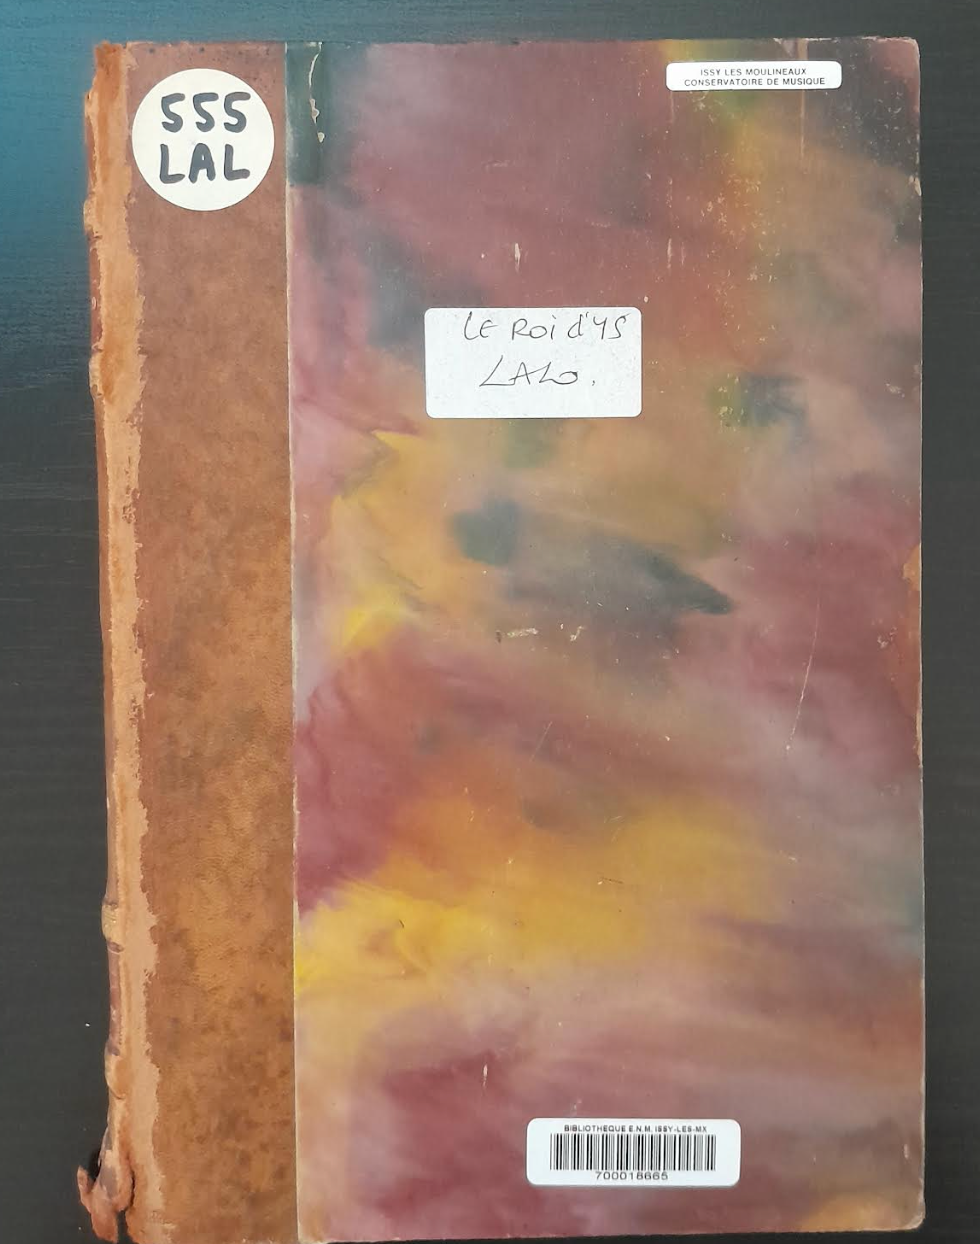 555
LAL
ISSY LES MOULINEAUX
CONSERVATOIRE DE MUSIQUE
LE Roi d'YS
LALO.
BIBLIOTHEQUE E.N.M. ISSY-LES-MX
700018665